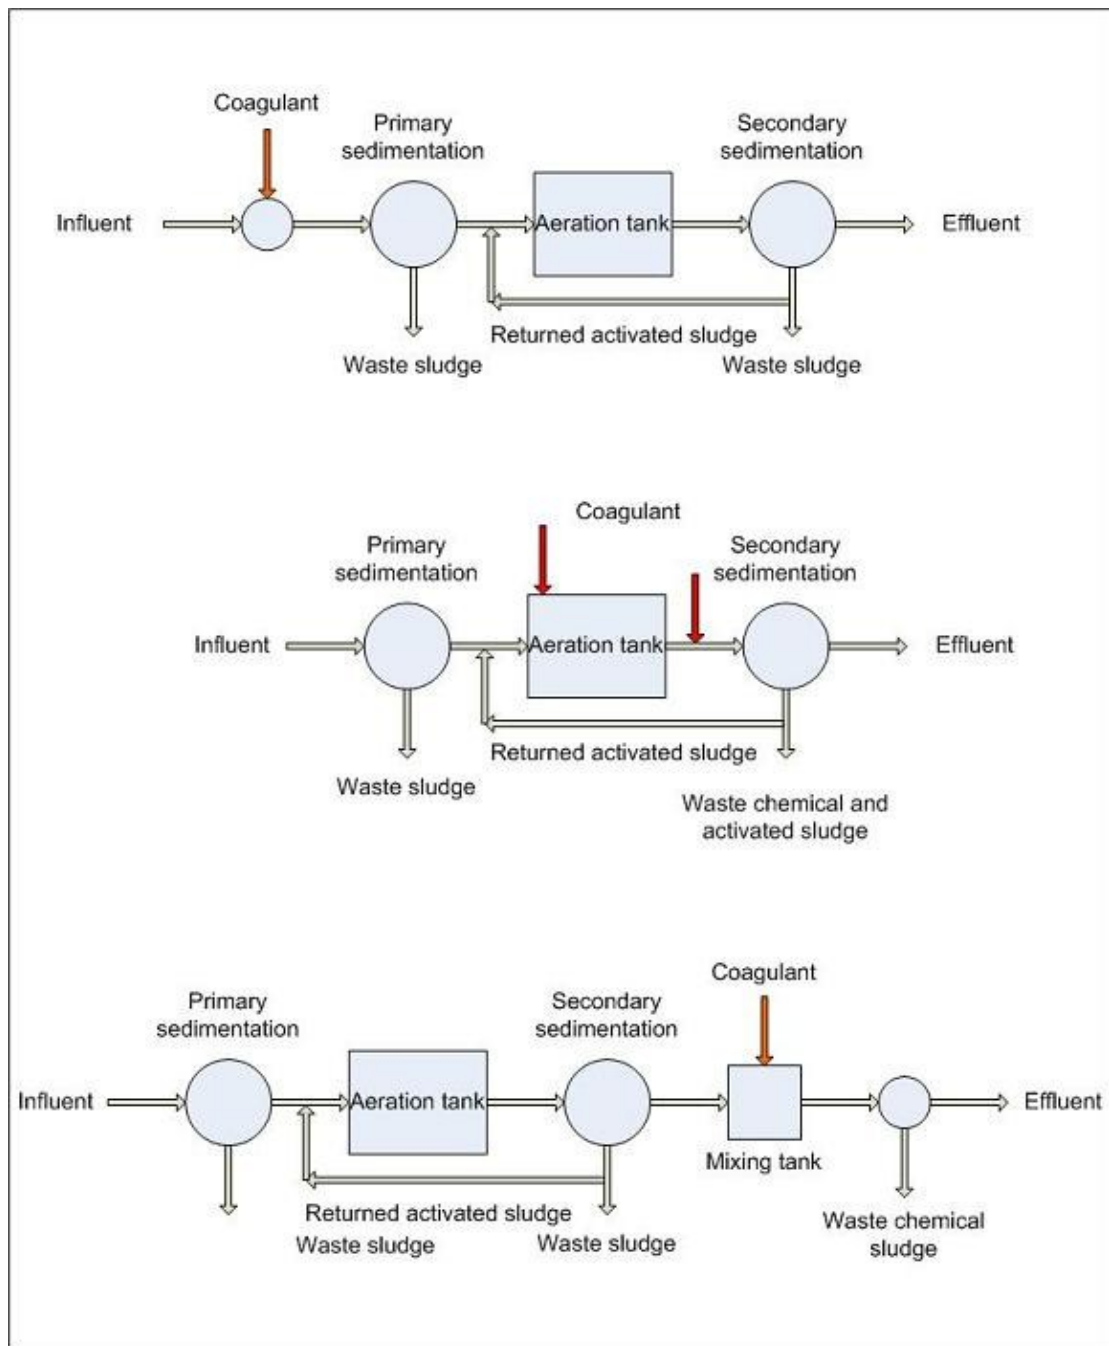 Coagulant
Primary
sedimentation
Secondary
sedimentation
Influent
Aeration tank
Effluent
Returned activated sludge
Waste sludge
Waste sludge
Coagulant
Primary
sedimentation
Secondary
sedimentation
Influent
Aeration tank
Effluent
Returned activated sludge
Waste sludge
Waste chemical and
activated sludge
Coagulant
Primary
sedimentation
Secondary
sedimentation
Influent
Aeration tank
Effluent
Mixing tank
Returned activated sludge
Waste sludge
Waste sludge
Waste chemical
sludge